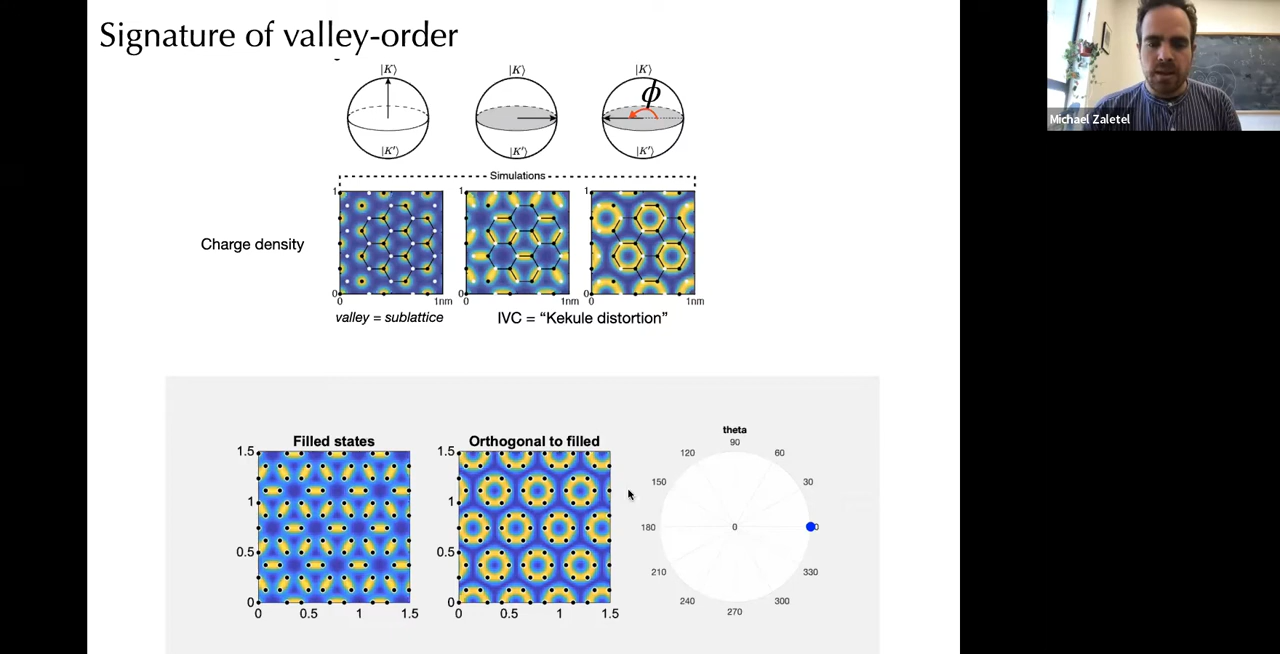 Signature of valley-order
|K⟩ |K⟩ |K⟩
ϕ
|K'⟩ |K'⟩ |K'⟩
Simulations
1 1 1
Charge density
0 0 0
0 1nm 0 1nm 0 1nm
valley = sublattice
IVC = “Kekule distortion”
Filled states
1.5
1
0.5
0
0 0.5 1 1.5
Orthogonal to filled
1.5
1
0.5
0
0 0.5 1 1.5
theta
90
120 60
150 30
180 0 0
210 330
240 300
270
Michael Zaletel